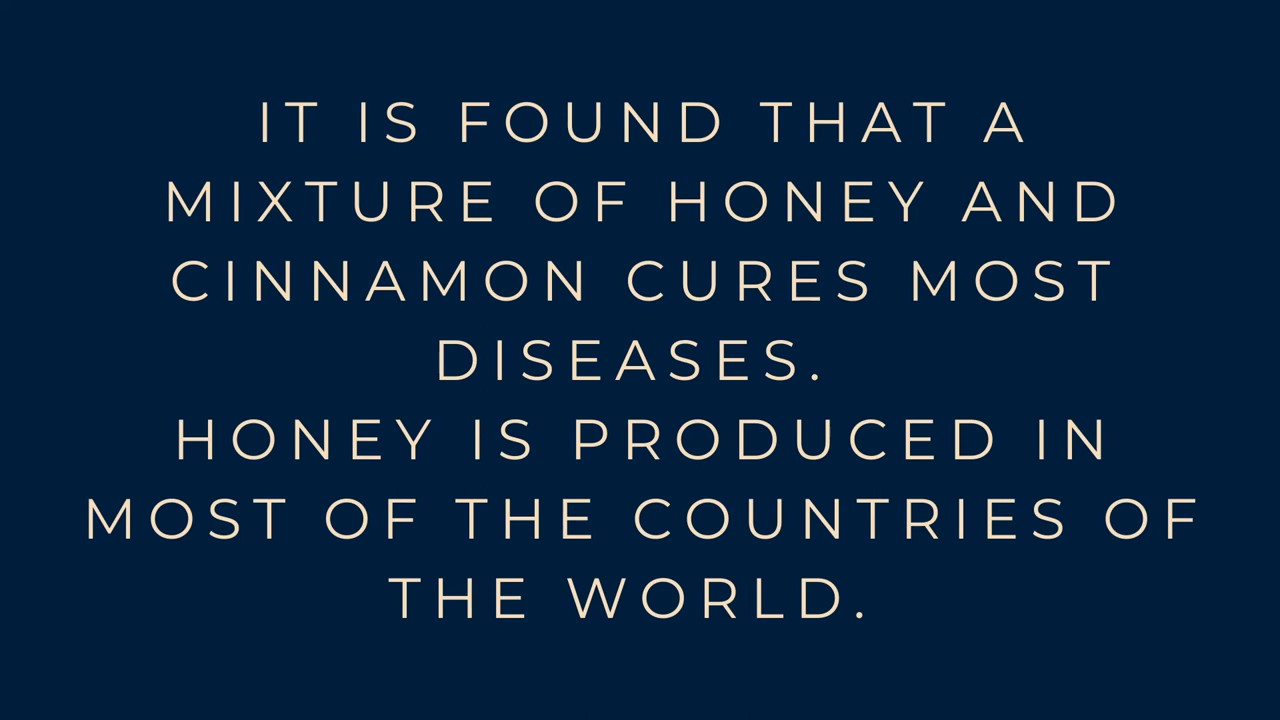 IT IS FOUND THAT A
MIXTURE OF HONEY AND
CINNAMON CURES MOST
DISEASES.
HONEY IS PRODUCED IN
MOST OF THE COUNTRIES OF
THE WORLD.